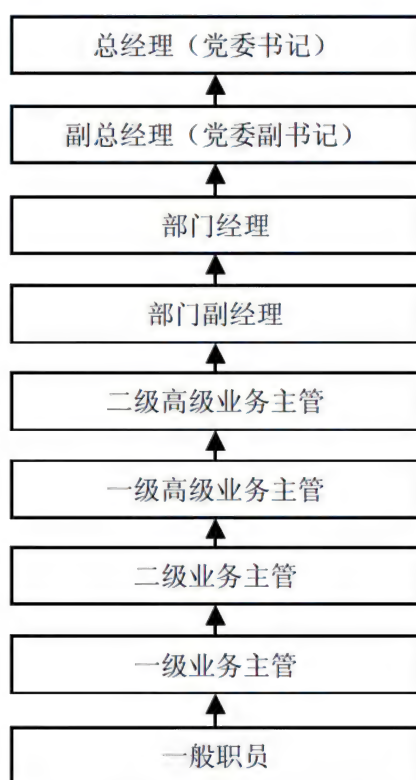 总经理（党委书记）
副总经理（党委副书记）
部门经理
部门副经理
二级高级业务主管
一级高级业务主管
二级业务主管
一级业务主管
一般职员